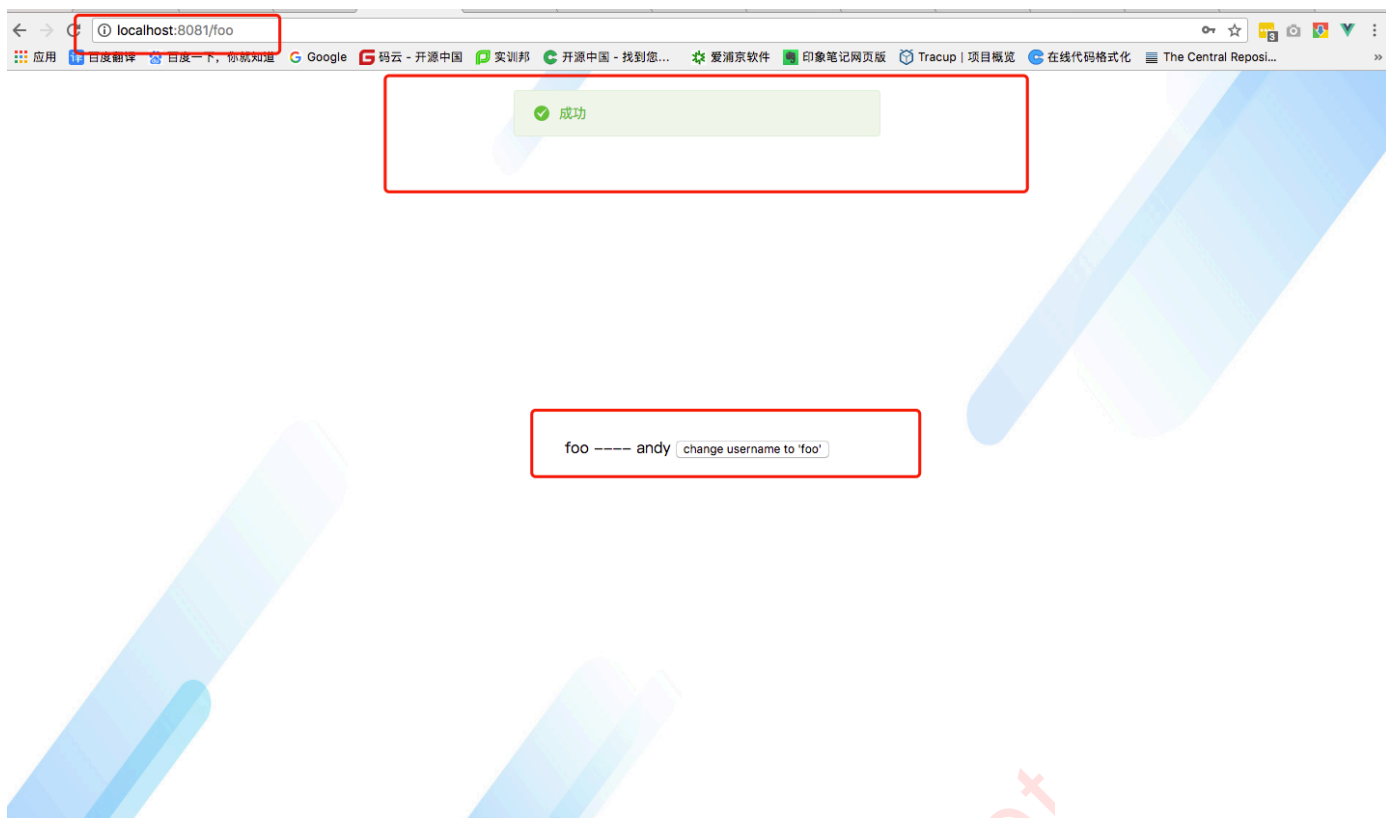 localhost:8081/foo
3
应用 百度翻译 百度一下，你就知道 Google 码云 - 开源中国 实训邦 开源中国 - 找到您... 爱浦京软件 印象笔记网页版 Tracup | 项目概览 在线代码格式化 The Central Reposi... »
成功
foo ---- andy change username to 'foo'